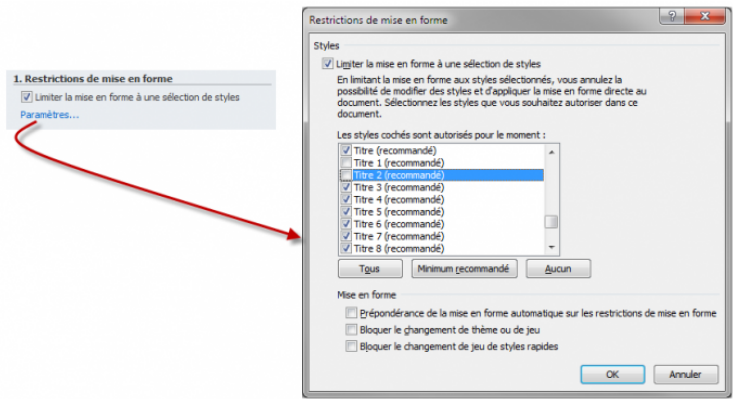 1. Restrictions de mise en forme
Limiter la mise en forme à une sélection de styles
Paramètres...
Restrictions de mise en forme
Styles
Limiter la mise en forme à une sélection de styles
En limitant la mise en forme aux styles sélectionnés, vous annulez la
possibilité de modifier des styles et d'appliquer la mise en forme directe au
document. Sélectionnez les styles que vous souhaitez autoriser dans ce
document.
Les styles cochés sont autorisés pour le moment :
Titre (recommandé)
Titre 1 (recommandé)
Titre 2 (recommandé)
Titre 3 (recommandé)
Titre 4 (recommandé)
Titre 5 (recommandé)
Titre 6 (recommandé)
Titre 7 (recommandé)
Titre 8 (recommandé)
Tous
Minimum recommandé
Aucun
Mise en forme
Prépondérance de la mise en forme automatique sur les restrictions de mise en forme
Bloquer le changement de thème ou de jeu
Bloquer le changement de jeu de styles rapides
OK
Annuler